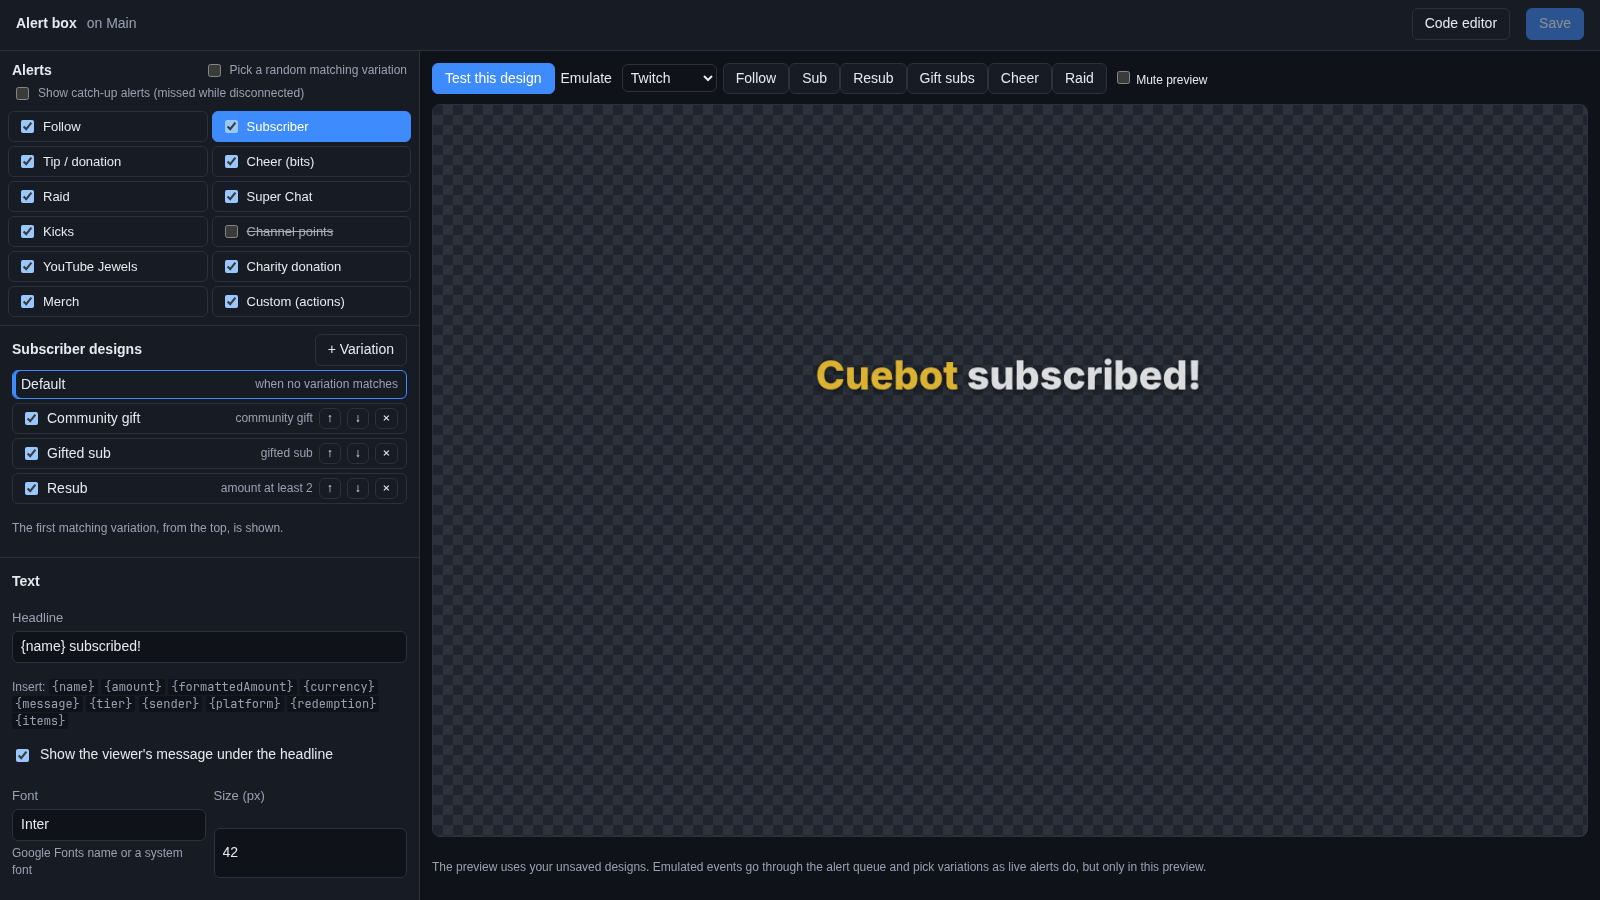 Alert box on Main
Code editor
Save
Alerts
Pick a random matching variation
Show catch-up alerts (missed while disconnected)
Follow
Subscriber
Tip / donation
Cheer (bits)
Raid
Super Chat
Kicks
Channel points
YouTube Jewels
Charity donation
Merch
Custom (actions)
Subscriber designs
+ Variation
Default
when no variation matches
Community gift
community gift ↑ ↓ ×
Gifted sub
gifted sub ↑ ↓ ×
Resub
amount at least 2 ↑ ↓ ×
The first matching variation, from the top, is shown.
Text
Headline
{name} subscribed!
Insert: {name} {amount} {formattedAmount} {currency}
{message} {tier} {sender} {platform} {redemption}
{items}
Show the viewer's message under the headline
Font
Size (px)
Inter
42
Google Fonts name or a system
font
Test this design
Emulate
Twitch
Follow
Sub
Resub
Gift subs
Cheer
Raid
Mute preview
Cuebot subscribed!
The preview uses your unsaved designs. Emulated events go through the alert queue and pick variations as live alerts do, but only in this preview.